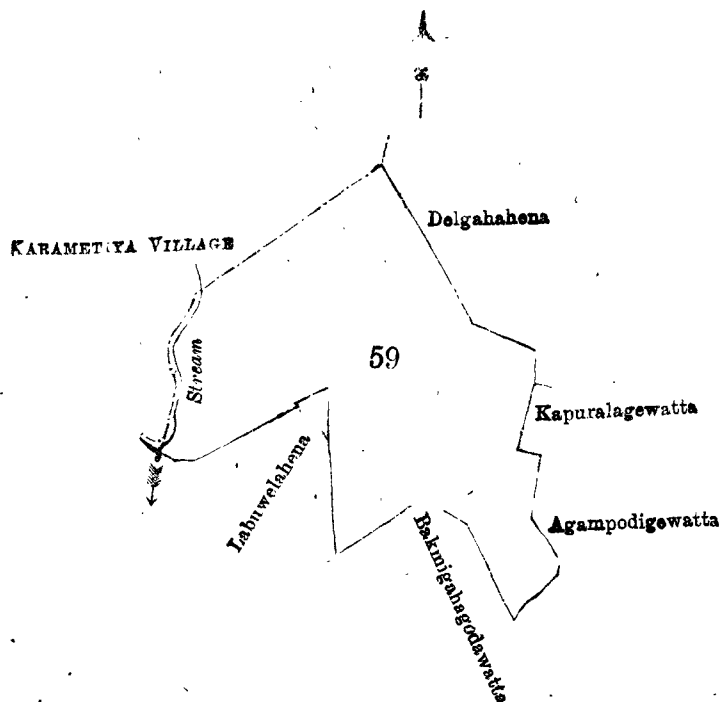 Delgahahena
KARAMETIYA VILLAGE
Stream
59
Kapuralagewatta
Labuwelahena
Bakmigahagodawatta
Agampodigewatta